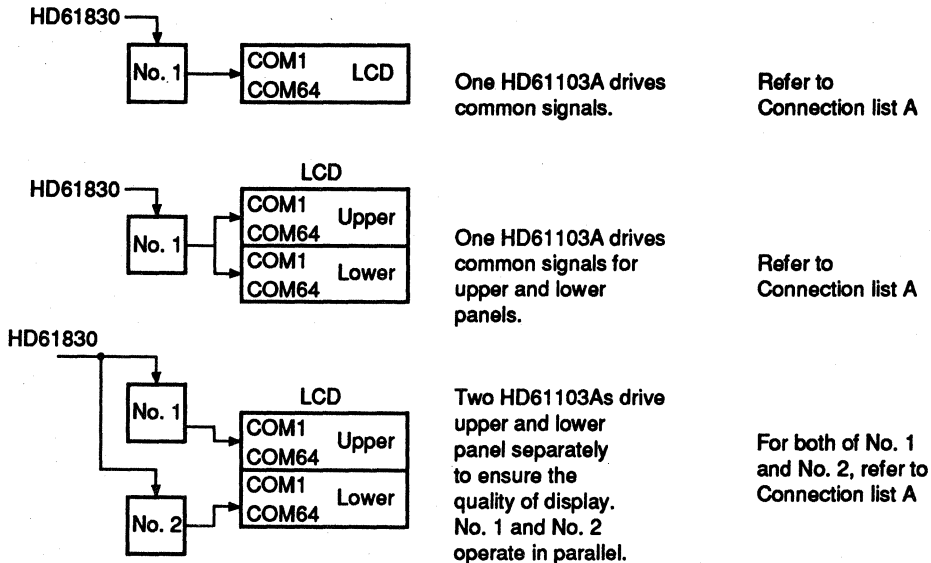 HD61830
No. 1
COM1
COM64
LCD
One HD61103A drives
common signals.
Refer to
Connection list A
HD61830
No. 1
LCD
COM1
COM64
Upper
COM1
COM64
Lower
One HD61103A drives
common signals for
upper and lower
panels.
Refer to
Connection list A
HD61830
No. 1
No. 2
LCD
COM1
COM64
Upper
COM1
COM64
Lower
Two HD61103As drive
upper and lower
panel separately
to ensure the
quality of display.
No. 1 and No. 2
operate in parallel.
For both of No. 1
and No. 2, refer to
Connection list A